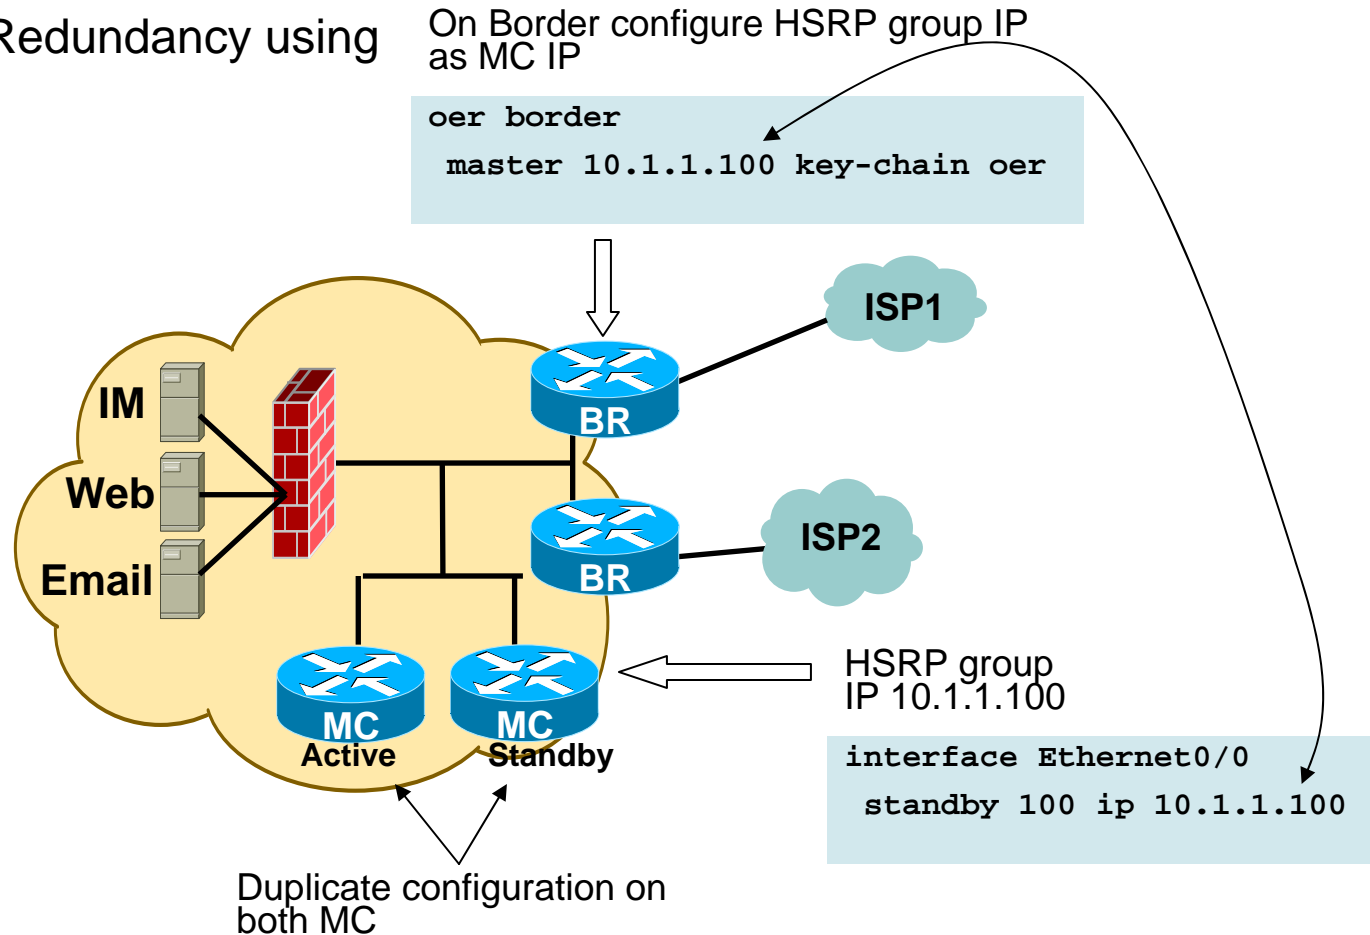 Redundancy using
On Border configure HSRP group IP
as MC IP
oer border
master 10.1.1.100 key-chain oer
ISP1
IM
BR
Web
ISP2
Email
BR
HSRP group
IP 10.1.1.100
MC
Active
MC
Standby
interface Ethernet0/0
standby 100 ip 10.1.1.100
Duplicate configuration on
both MC